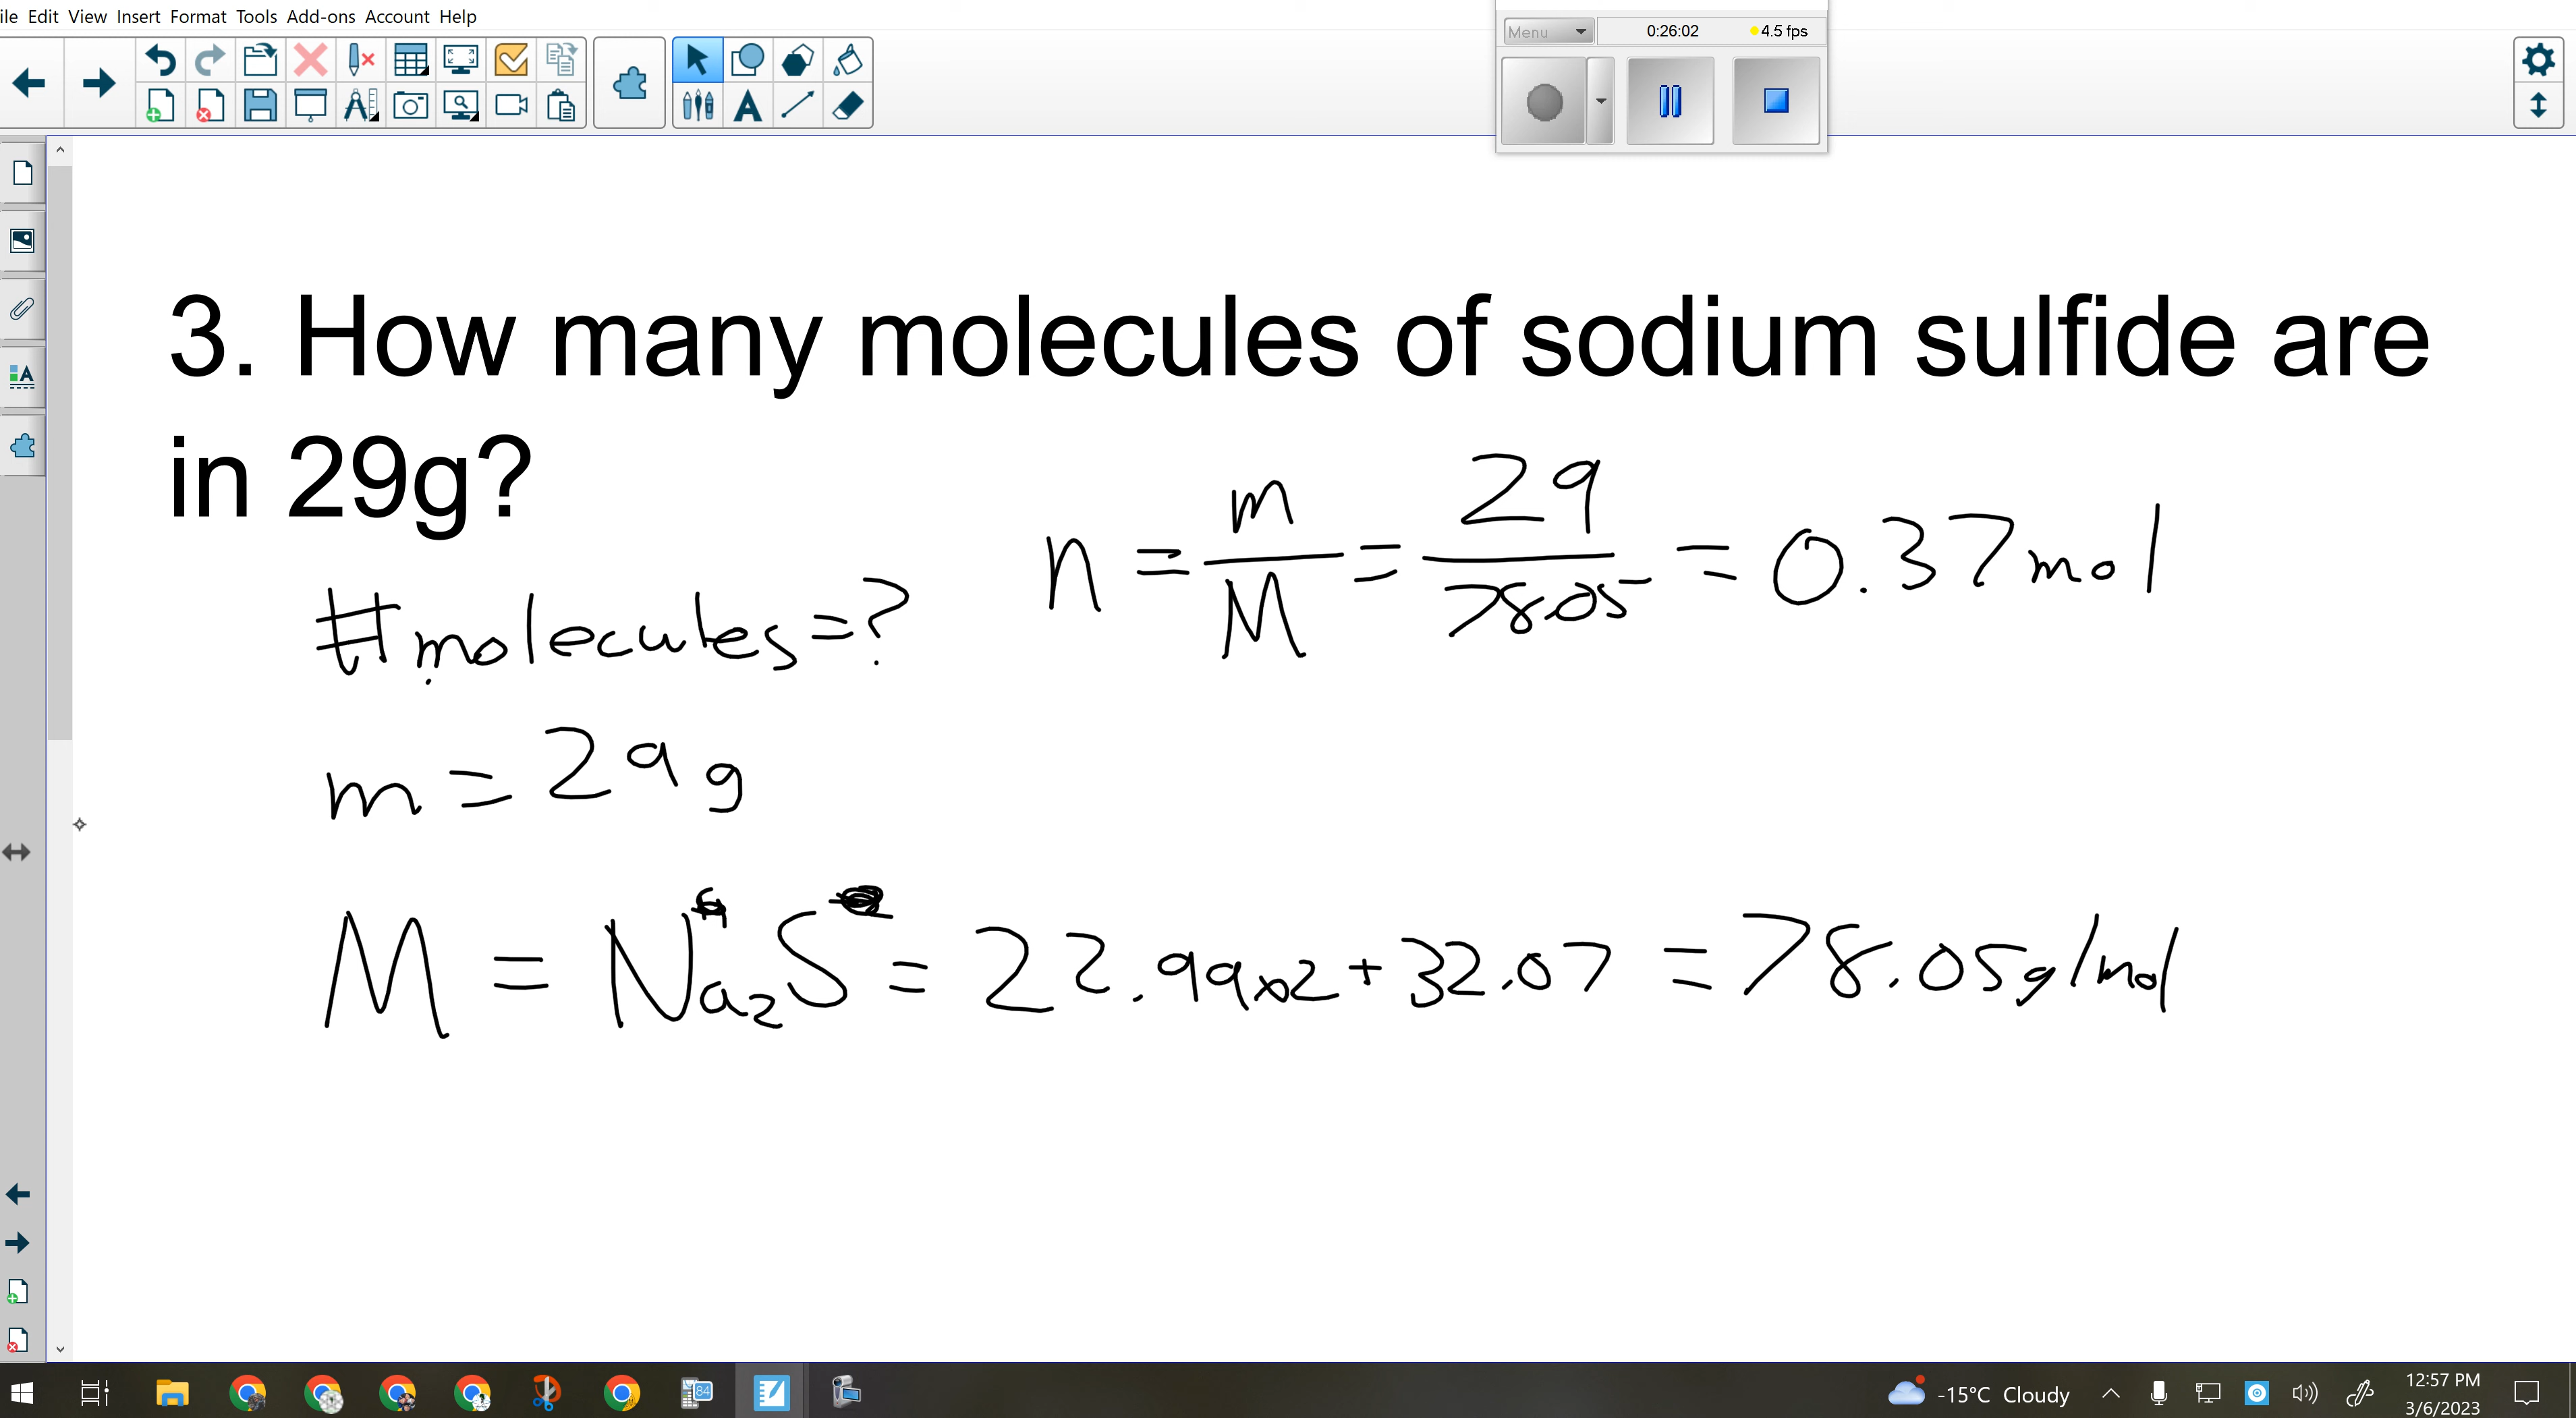 ile Edit View Insert Format Tools Add-ons Account Help
Menu 0:26:02 4.5 fps
3. How many molecules of sodium sulfide are
in 29g?
n = m/M = 29/78.05 = 0.37 mol
#molecules = ?
m = 29 g
M = Na₂S = 22.99x2 + 32.07 = 78.05 g/mol
A
84
-15°C Cloudy
12:57 PM
3/6/2023